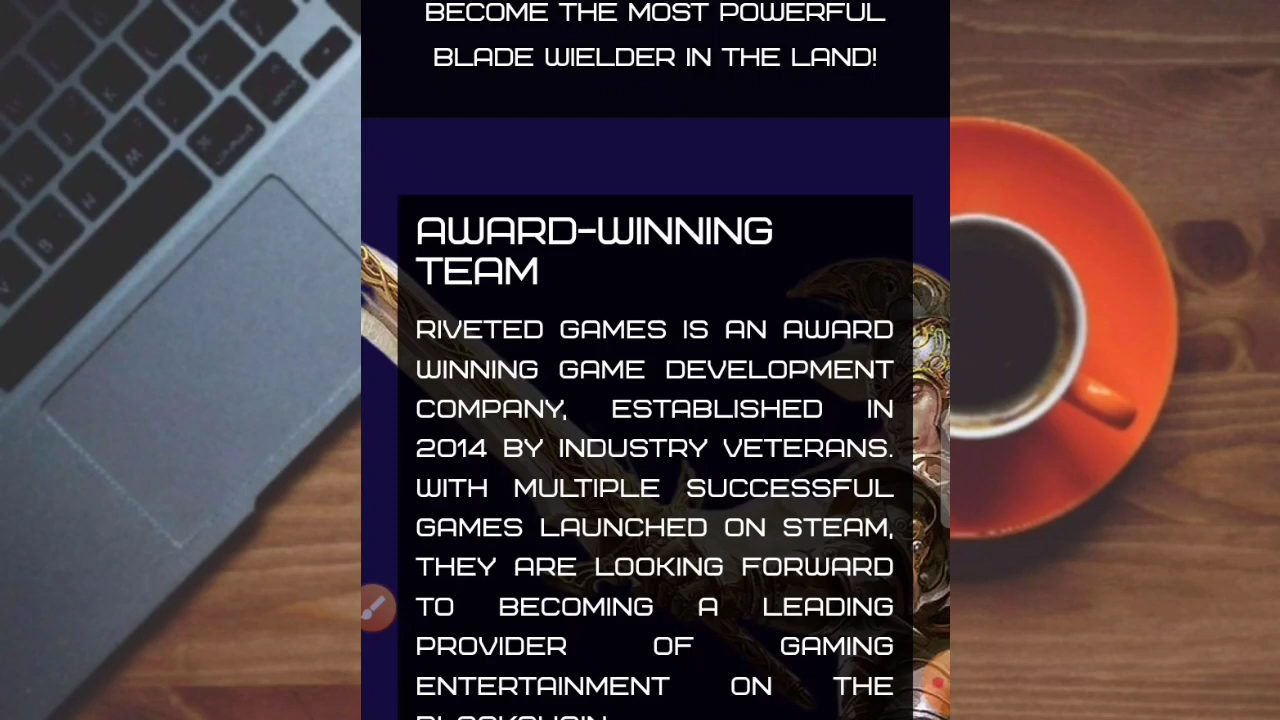 BECOME THE MOST POWERFUL
BLADE WIELDER IN THE LAND!
AWARD-WINNING
TEAM
RIVETED GAMES IS AN AWARD
WINNING GAME DEVELOPMENT
COMPANY, ESTABLISHED IN
2014 BY INDUSTRY VETERANS.
WITH MULTIPLE SUCCESSFUL
GAMES LAUNCHED ON STEAM,
THEY ARE LOOKING FORWARD
TO BECOMING A LEADING
PROVIDER OF GAMING
ENTERTAINMENT ON THE